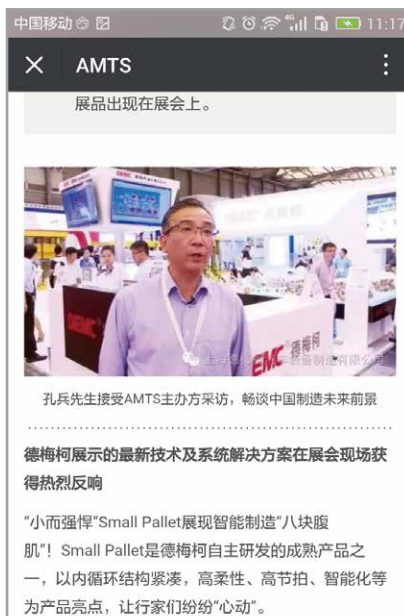 中国移动
4G
11:17
AMTS
展品出现在展会上。
DEMC 德梅柯
DEMC
EMC 德梅柯
孔兵先生接受AMTS主办方采访，畅谈中国制造未来前景
德梅柯展示的最新技术及系统解决方案在展会现场获
得热烈反响
“小而强悍”Small Pallet展现智能制造“八块腹
肌”！Small Pallet是德梅柯自主研发的成熟产品之
一，以内循环结构紧凑，高柔性、高节拍、智能化等
为产品亮点，让行家们纷纷“心动”。